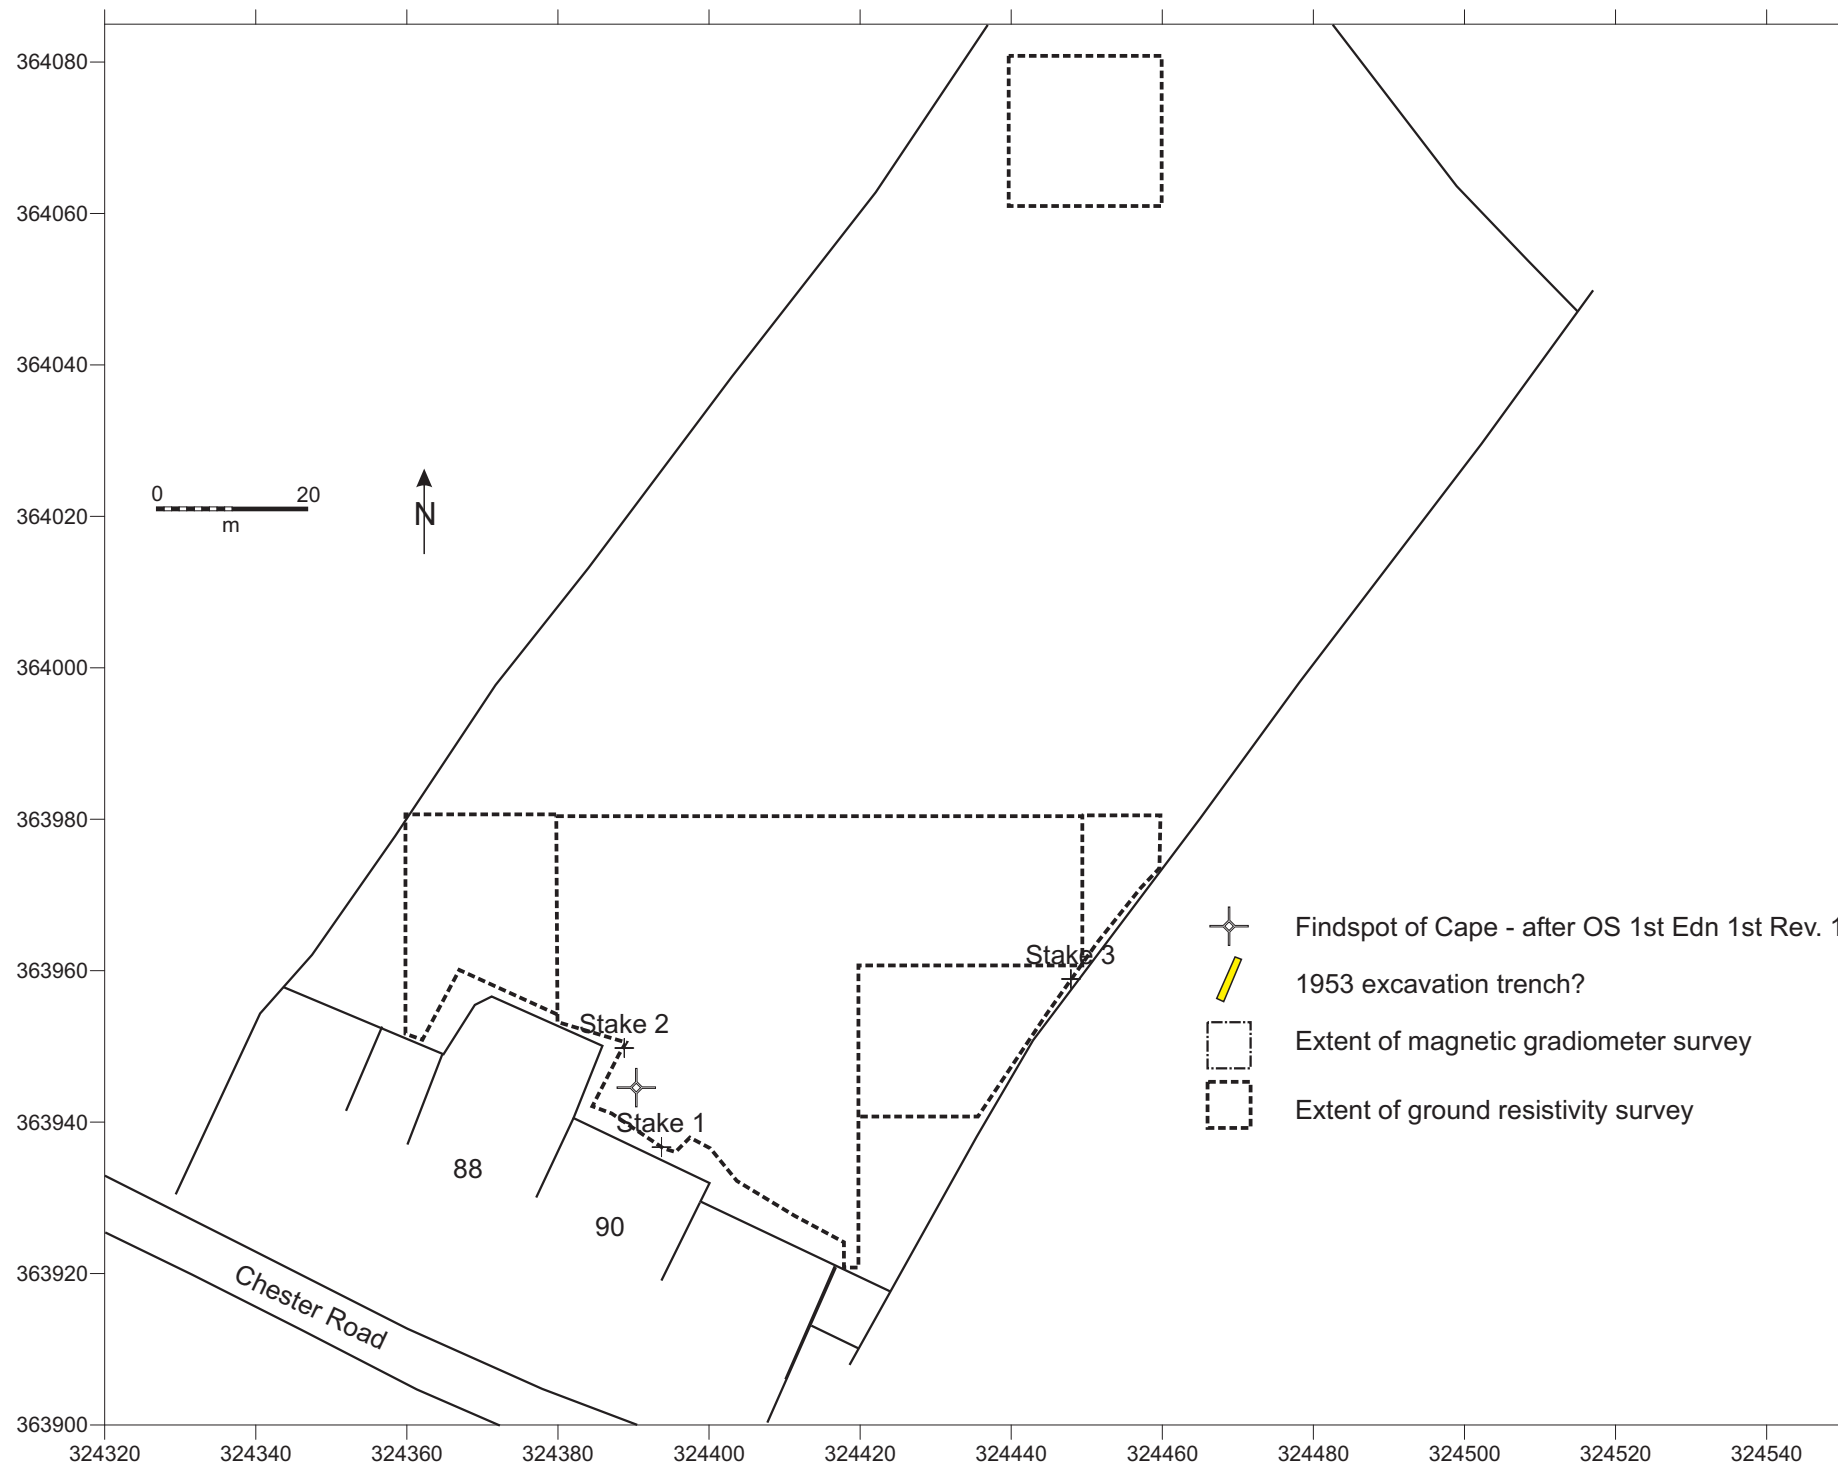 364080
364060
364040
0 20
m
N
364020
364000
363980
Findspot of Cape - after OS 1st Edn 1st Rev. 1
Stake 3
363960
1953 excavation trench?
Stake 2
Extent of magnetic gradiometer survey
Extent of ground resistivity survey
363940
Stake 1
88
90
363920
Chester Road
363900
324320 324340 324360 324380 324400 324420 324440 324460 324480 324500 324520 324540